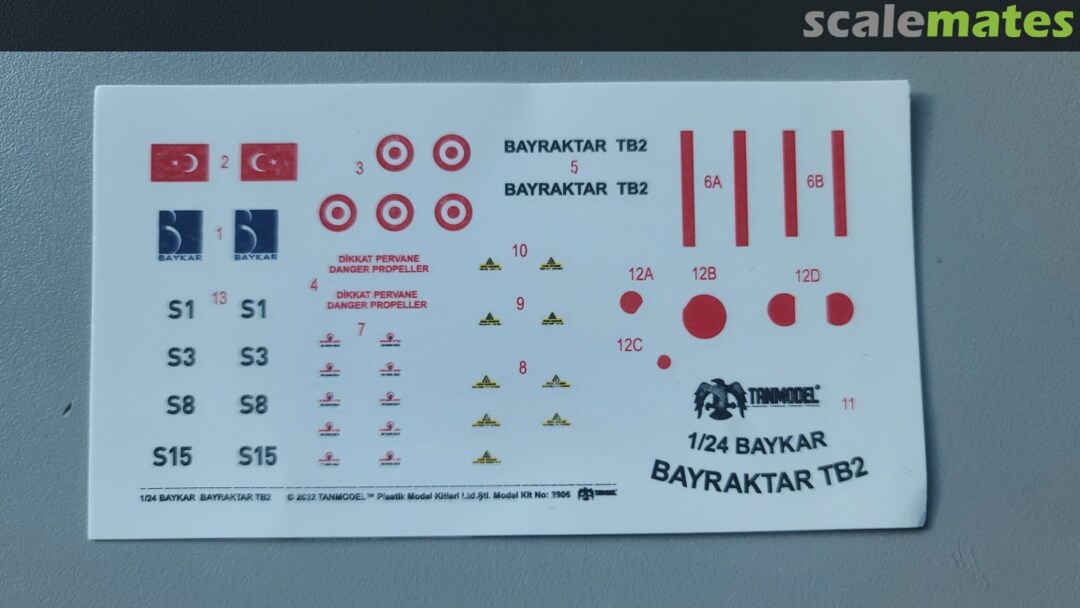 scalemates
2
3
BAYRAKTAR TB2
5
BAYRAKTAR TB2
6A
6B
1
BAYKAR
BAYKAR
DİKKAT PERVANE
DANGER PROPELLER
4
DİKKAT PERVANE
DANGER PROPELLER
10
9
8
7
13
S1
S1
S3
S3
S8
S8
S15
S15
12A
12B
12D
12C
TANMODEL
11
1/24 BAYKAR
BAYRAKTAR TB2
1/24 BAYKAR BAYRAKTAR TB2 © 2022 TANMODEL™ Plastik Model Kitleri Ltd.Şti. Model Kit No: 2906 TANMODEL